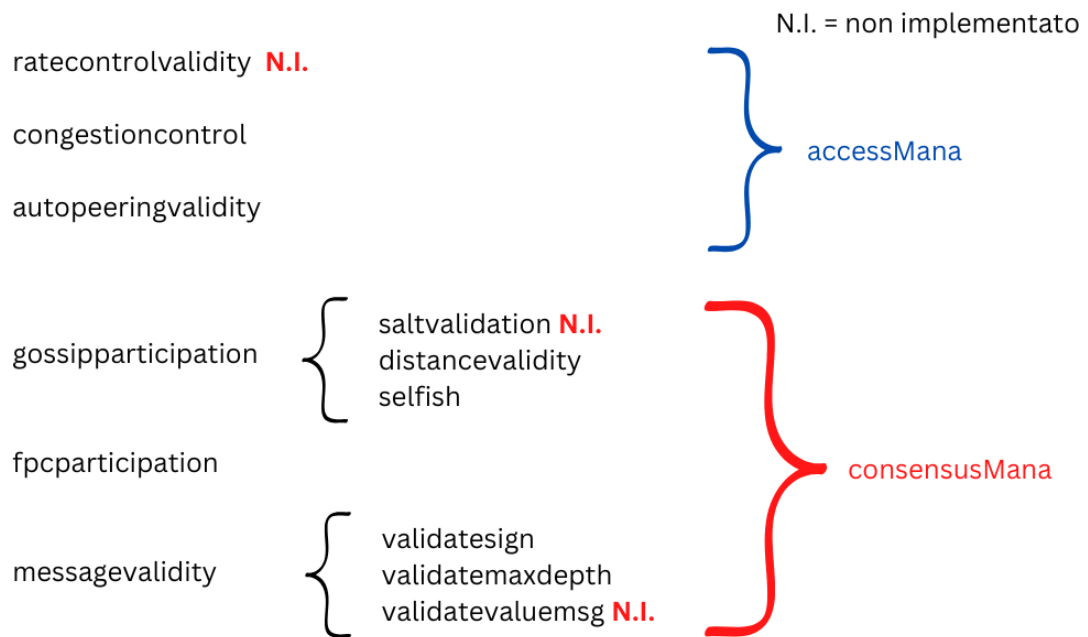 N.I. = non implementato
ratecontrolvalidity N.I.
congestioncontrol
accessMana
autopeeringvalidity
saltvalidation N.I.
gossipparticipation
distancevalidity
selfish
fpcparticipation
consensusMana
validatesign
messagevalidity
validatemaxdepth
validatevaluemsg N.I.